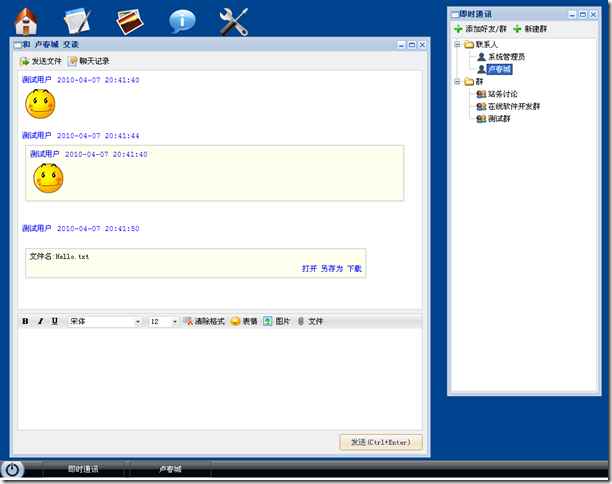 和 卢春城 交谈
发送文件 聊天记录
测试用户 2010-04-07 20:41:40
测试用户 2010-04-07 20:41:44
测试用户 2010-04-07 20:41:40
测试用户 2010-04-07 20:41:50
文件名:Hello.txt
打开 另存为 下载
B I U 宋体 12 清除格式 表情 图片 文件
发送(Ctrl+Enter)
即时通讯
添加好友/群 新建群
联系人
系统管理员
卢春城
群
站务讨论
在线软件开发群
测试群
即时通讯 卢春城